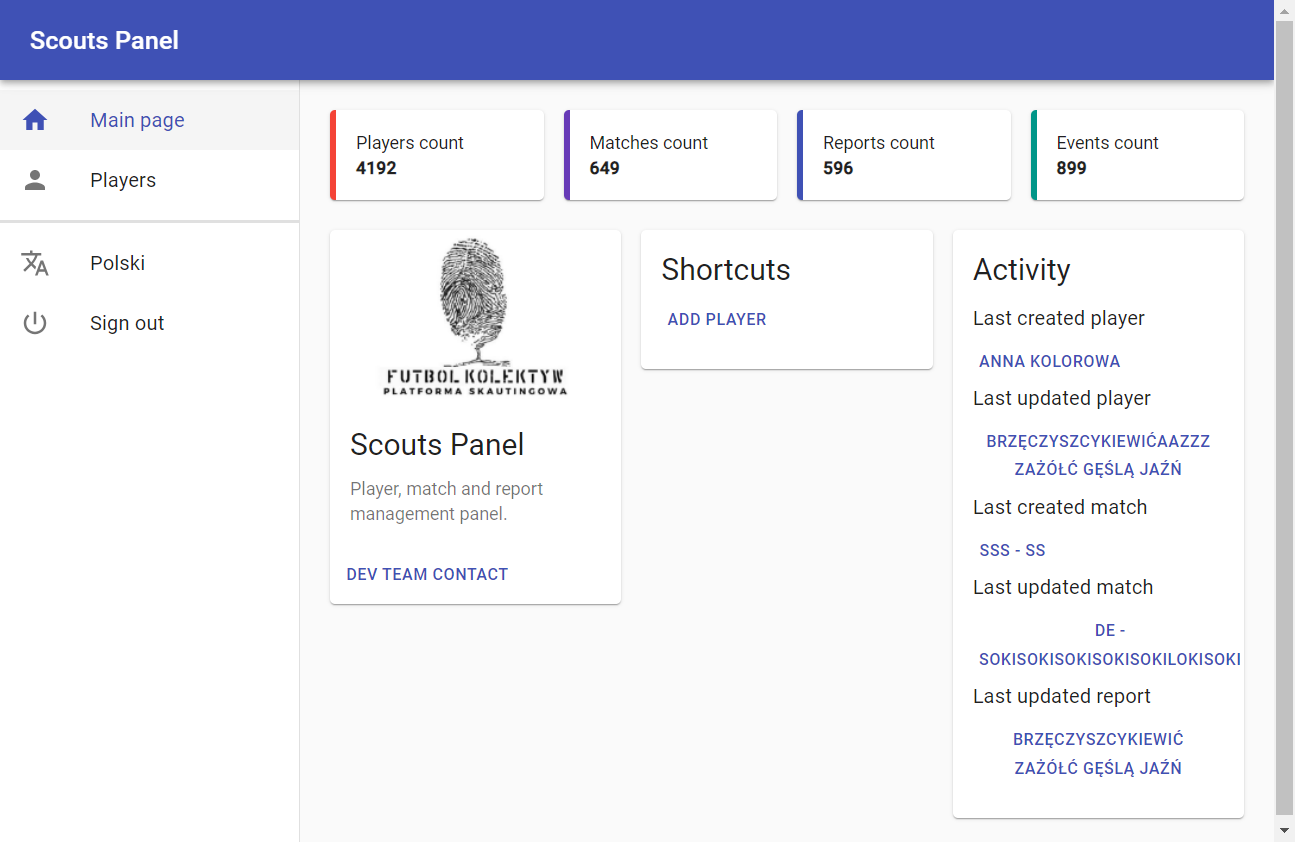 Scouts Panel
Main page
Players
Polski
Sign out
Players count
4192
Matches count
649
Reports count
596
Events count
899
FUTBOL KOLEKTYW
PLATFORMA SKAUTINGOWA
Scouts Panel
Player, match and report
management panel.
DEV TEAM CONTACT
Shortcuts
ADD PLAYER
Activity
Last created player
ANNA KOLOROWA
Last updated player
BRZĘCZYSZCYKIEWIĆAAZZZ
ZAŻÓŁĆ GĘŚLĄ JAŹŃ
Last created match
SSS - SS
Last updated match
DE -
SOKISOKISOKISOKISOKILOKISOKI
Last updated report
BRZĘCZYSZCYKIEWIĆ
ZAŻÓŁĆ GĘŚLĄ JAŹŃ